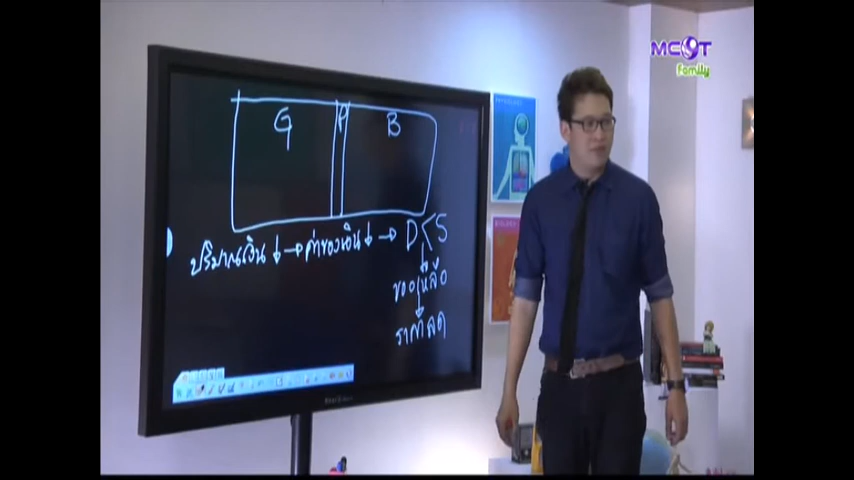 MCOT
family
G P B
ปริมาณเงิน ↓ → ค่าของเงิน ↓ → D < S
ของเหลือ
ราคาลด
PHYSIOLOGY